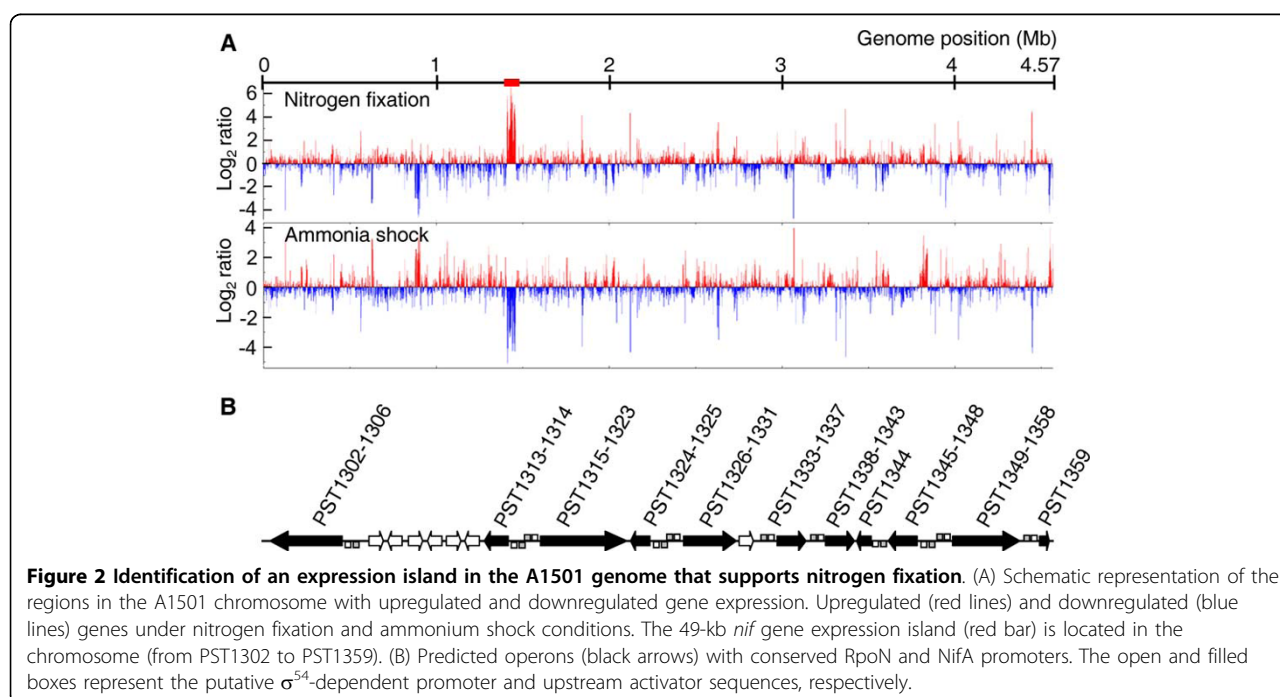 A
Genome position (Mb)
0 1 2 3 4 4.57
Nitrogen fixation
Log₂ ratio
6
4
2
0
-2
-4
Ammonia shock
Log₂ ratio
4
2
0
-2
-4
B
PST1302-1306
PST1313-1314
PST1315-1323
PST1324-1325
PST1326-1331
PST1333-1337
PST1338-1343
PST1344
PST1345-1348
PST1349-1358
PST1359
Figure 2 Identification of an expression island in the A1501 genome that supports nitrogen fixation. (A) Schematic representation of the
regions in the A1501 chromosome with upregulated and downregulated gene expression. Upregulated (red lines) and downregulated (blue
lines) genes under nitrogen fixation and ammonium shock conditions. The 49-kb nif gene expression island (red bar) is located in the
chromosome (from PST1302 to PST1359). (B) Predicted operons (black arrows) with conserved RpoN and NifA promoters. The open and filled
boxes represent the putative σ⁵⁴-dependent promoter and upstream activator sequences, respectively.